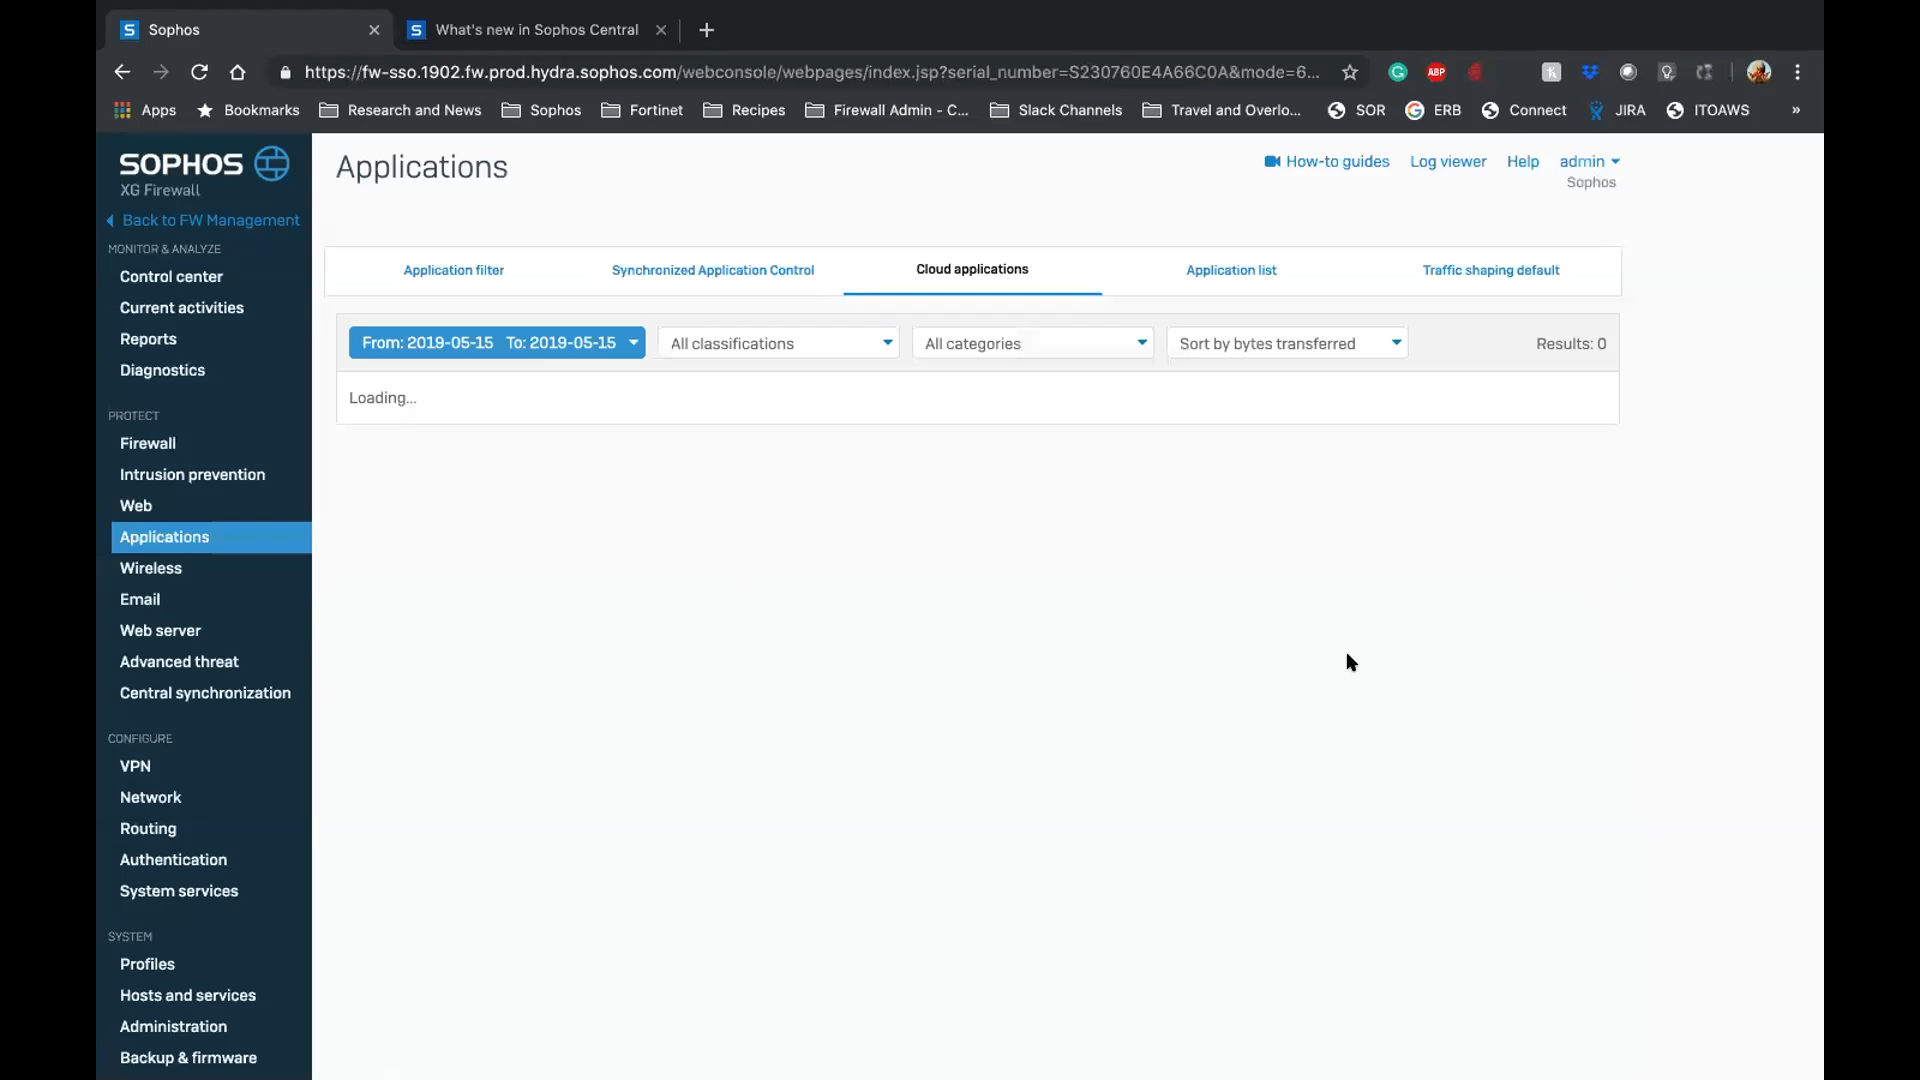 Sophos
What's new in Sophos Central
https://fw-sso.1902.fw.prod.hydra.sophos.com/webconsole/webpages/index.jsp?serial_number=S230760E4A66C0A&mode=6...
ABP
Apps
Bookmarks
Research and News
Sophos
Fortinet
Recipes
Firewall Admin - C...
Slack Channels
Travel and Overlo...
SOR
ERB
Connect
JIRA
ITOAWS
»
SOPHOS
XG Firewall
Back to FW Management
MONITOR & ANALYZE
Control center
Current activities
Reports
Diagnostics
PROTECT
Firewall
Intrusion prevention
Web
Applications
Wireless
Email
Web server
Advanced threat
Central synchronization
CONFIGURE
VPN
Network
Routing
Authentication
System services
SYSTEM
Profiles
Hosts and services
Administration
Backup & firmware
Applications
How-to guides
Log viewer
Help
admin
Sophos
Application filter
Synchronized Application Control
Cloud applications
Application list
Traffic shaping default
From: 2019-05-15 To: 2019-05-15
All classifications
All categories
Sort by bytes transferred
Results: 0
Loading...